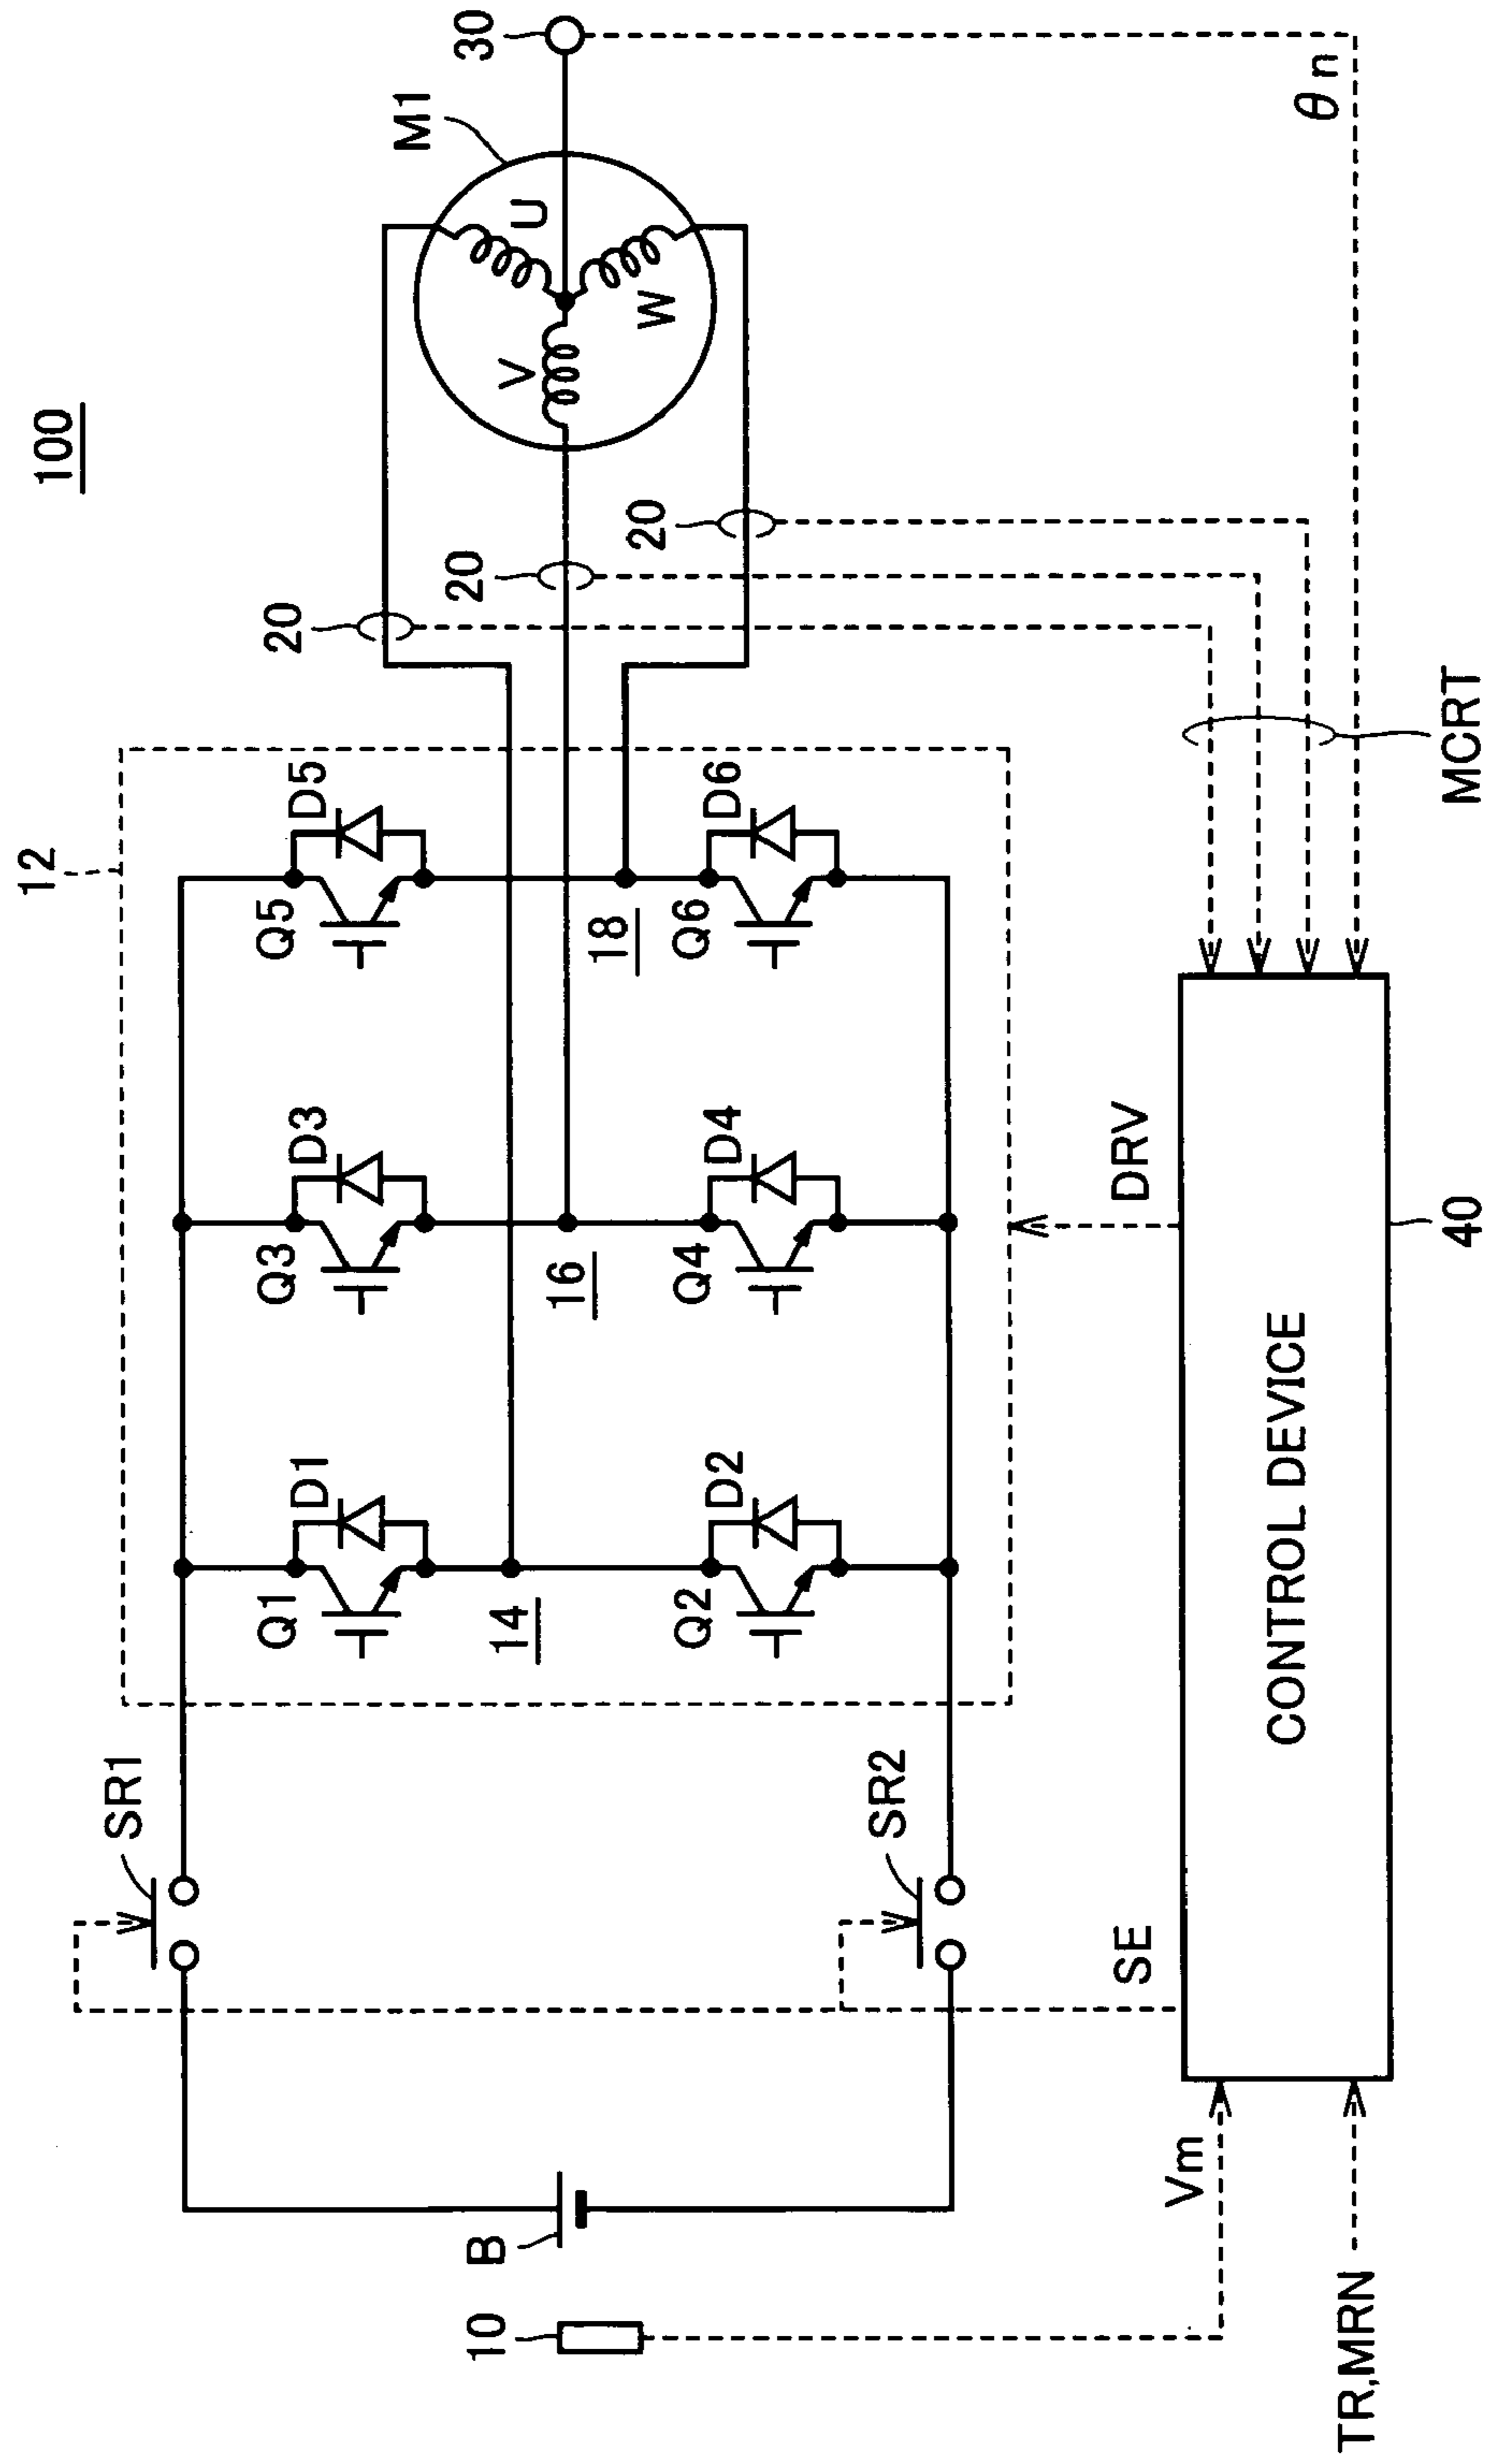 100
12
SR1
Q1
D1
Q3
D3
Q5
D5
20
20
20
M1
30
U
V
W
B
10
14
16
18
SR2
Q2
D2
Q4
D4
Q6
D6
Vm
SE
DRV
θn
TR,MRN
CONTROL DEVICE
40
MCRT